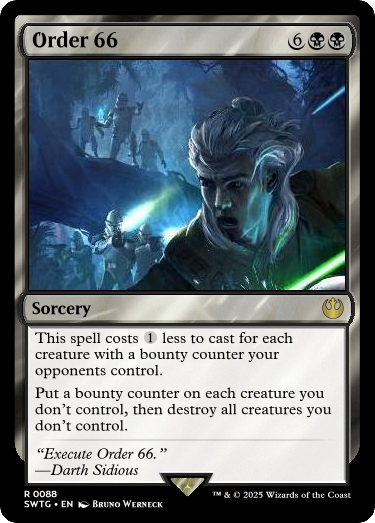 Order 66
6
Sorcery
This spell costs 1 less to cast for each
creature with a bounty counter your
opponents control.
Put a bounty counter on each creature
you don't control, then destroy all creatures you
don't control.
“Execute Order 66.”
—Darth Sidious
R 0088
SWTG • EN Bruno Werneck
™ & © 2025 Wizards of the Coast